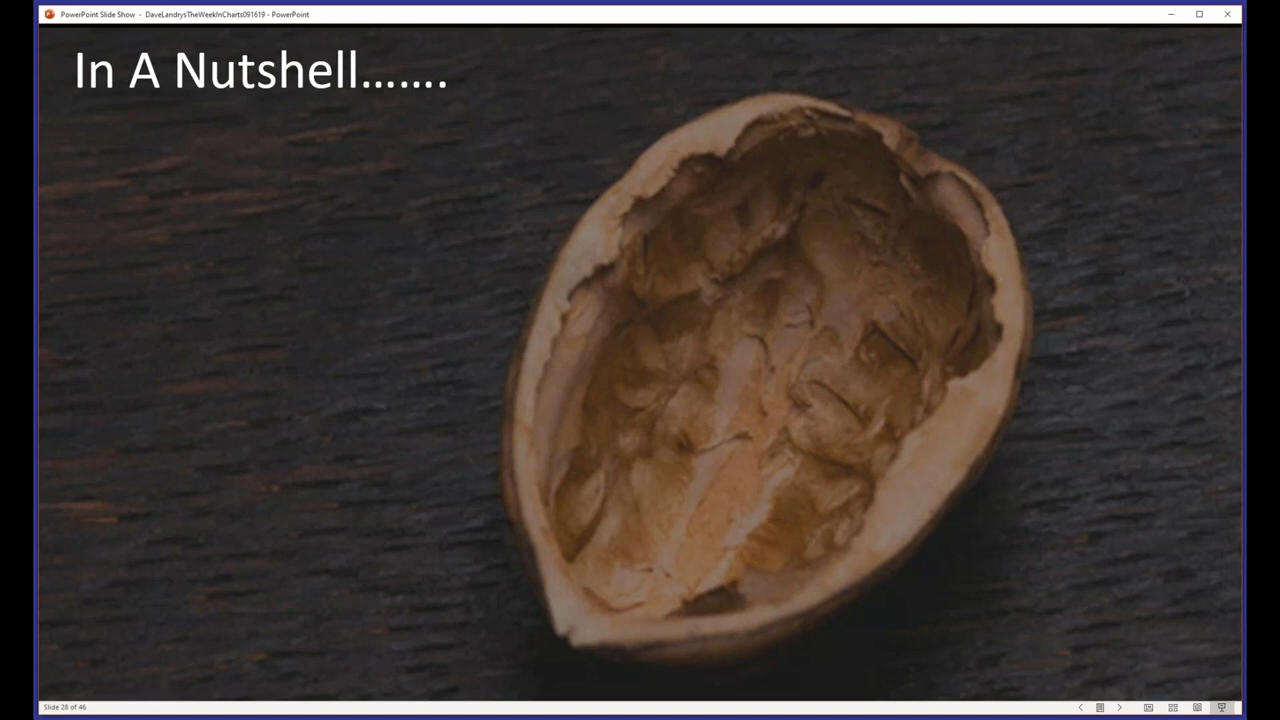 PowerPoint Slide Show - DaveLandrysTheWeekInCharts091619 - PowerPoint
In A Nutshell.......
Slide 28 of 46